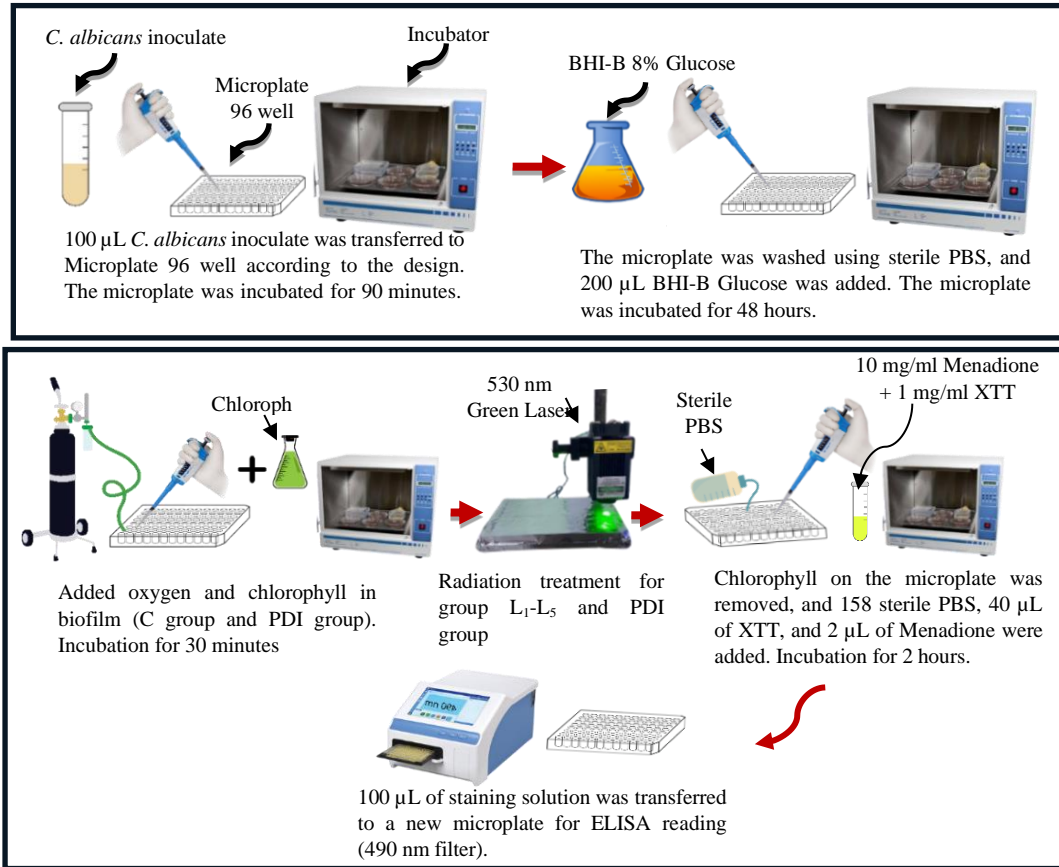 C. albicans inoculate
Incubator
Microplate
96 well
BHI-B 8% Glucose
100 µL C. albicans inoculate was transferred to
Microplate 96 well according to the design.
The microplate was incubated for 90 minutes.
The microplate was washed using sterile PBS, and
200 µL BHI-B Glucose was added. The microplate
was incubated for 48 hours.
Chloroph
530 nm
Green Laser
Sterile
PBS
10 mg/ml Menadione
+ 1 mg/ml XTT
Added oxygen and chlorophyll in
biofilm (C group and PDI group).
Incubation for 30 minutes
Radiation treatment for
group L₁-L₅ and PDI
group
Chlorophyll on the microplate was
removed, and 158 sterile PBS, 40 µL
of XTT, and 2 µL of Menadione were
added. Incubation for 2 hours.
100 µL of staining solution was transferred
to a new microplate for ELISA reading
(490 nm filter).